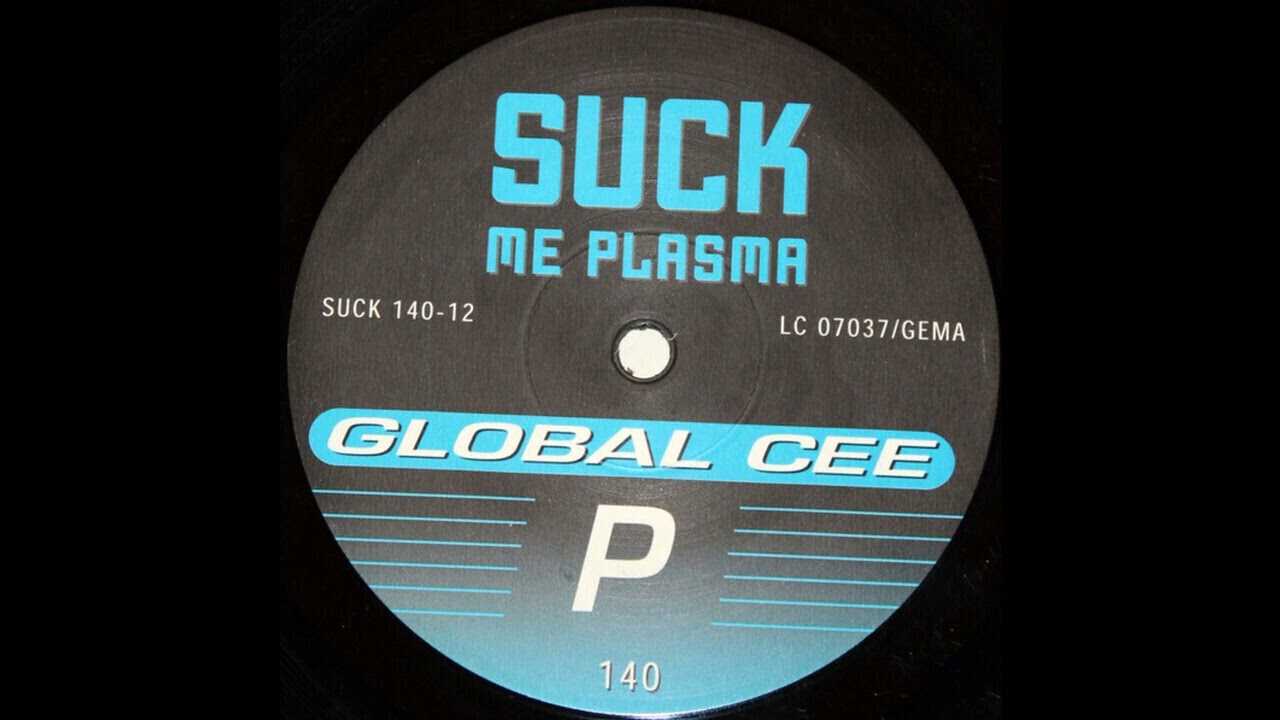 SUCK
ME PLASMA
SUCK 140-12
LC 07037/GEMA
GLOBAL CEE
P
140